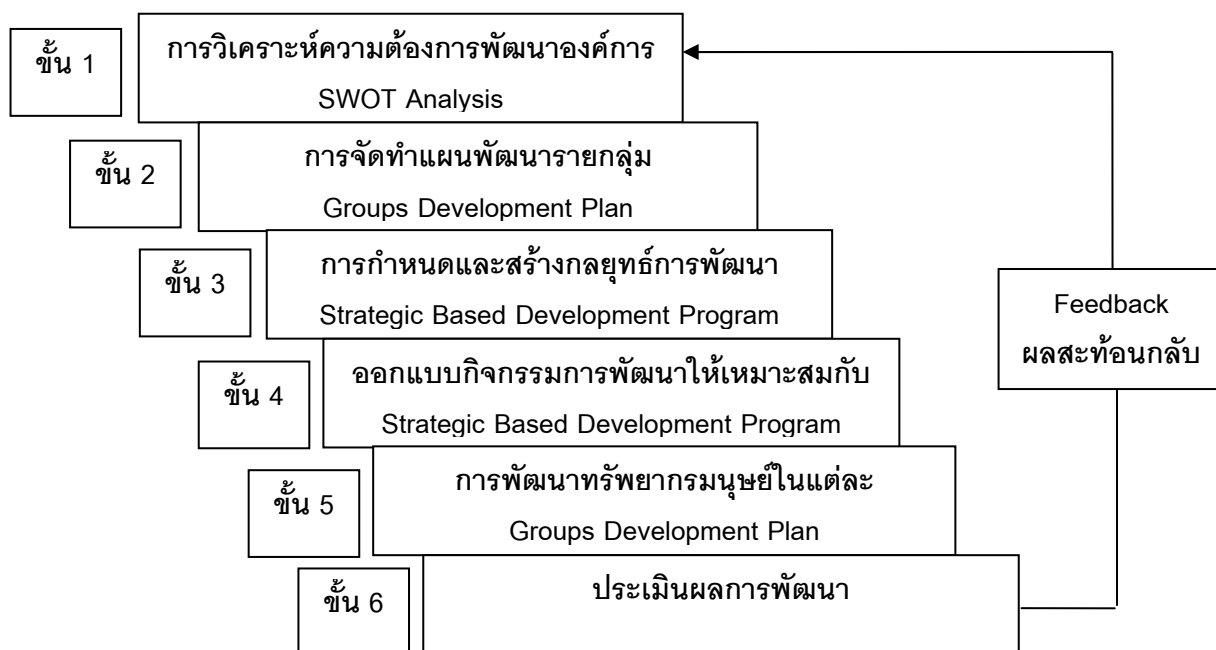 ขั้น 1
การวิเคราะห์ความต้องการพัฒนาองค์การ
SWOT Analysis
ขั้น 2
การจัดทำแผนพัฒนารายกลุ่ม
Groups Development Plan
ขั้น 3
การกำหนดและสร้างกลยุทธ์การพัฒนา
Strategic Based Development Program
ขั้น 4
ออกแบบกิจกรรมการพัฒนาให้เหมาะสมกับ
Strategic Based Development Program
ขั้น 5
การพัฒนาทรัพยากรมนุษย์ในแต่ละ
Groups Development Plan
ขั้น 6
ประเมินผลการพัฒนา
Feedback
ผลสะท้อนกลับ